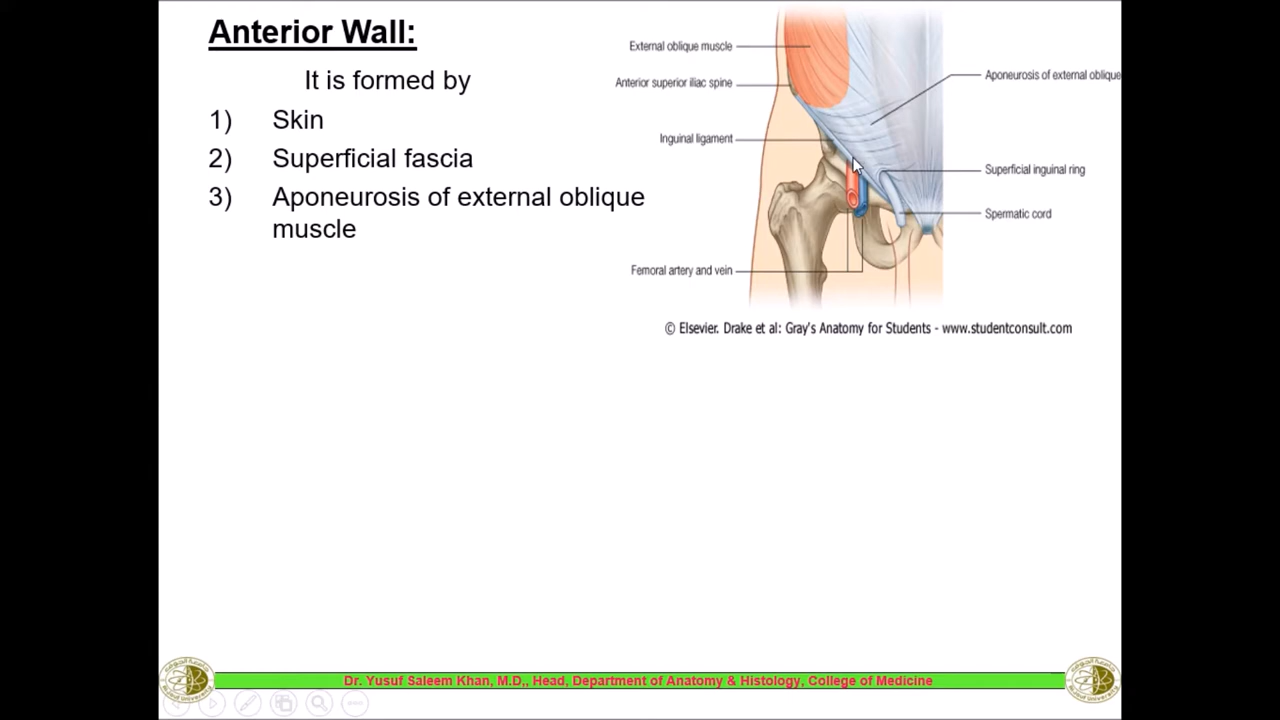 Anterior Wall:
It is formed by
1) Skin
2) Superficial fascia
3) Aponeurosis of external oblique
muscle
External oblique muscle
Anterior superior iliac spine
Inguinal ligament
Femoral artery and vein
Aponeurosis of external oblique
Superficial inguinal ring
Spermatic cord
© Elsevier. Drake et al: Gray's Anatomy for Students - www.studentconsult.com
Dr. Yusuf Saleem Khan, M.D,, Head, Department of Anatomy & Histology, College of Medicine